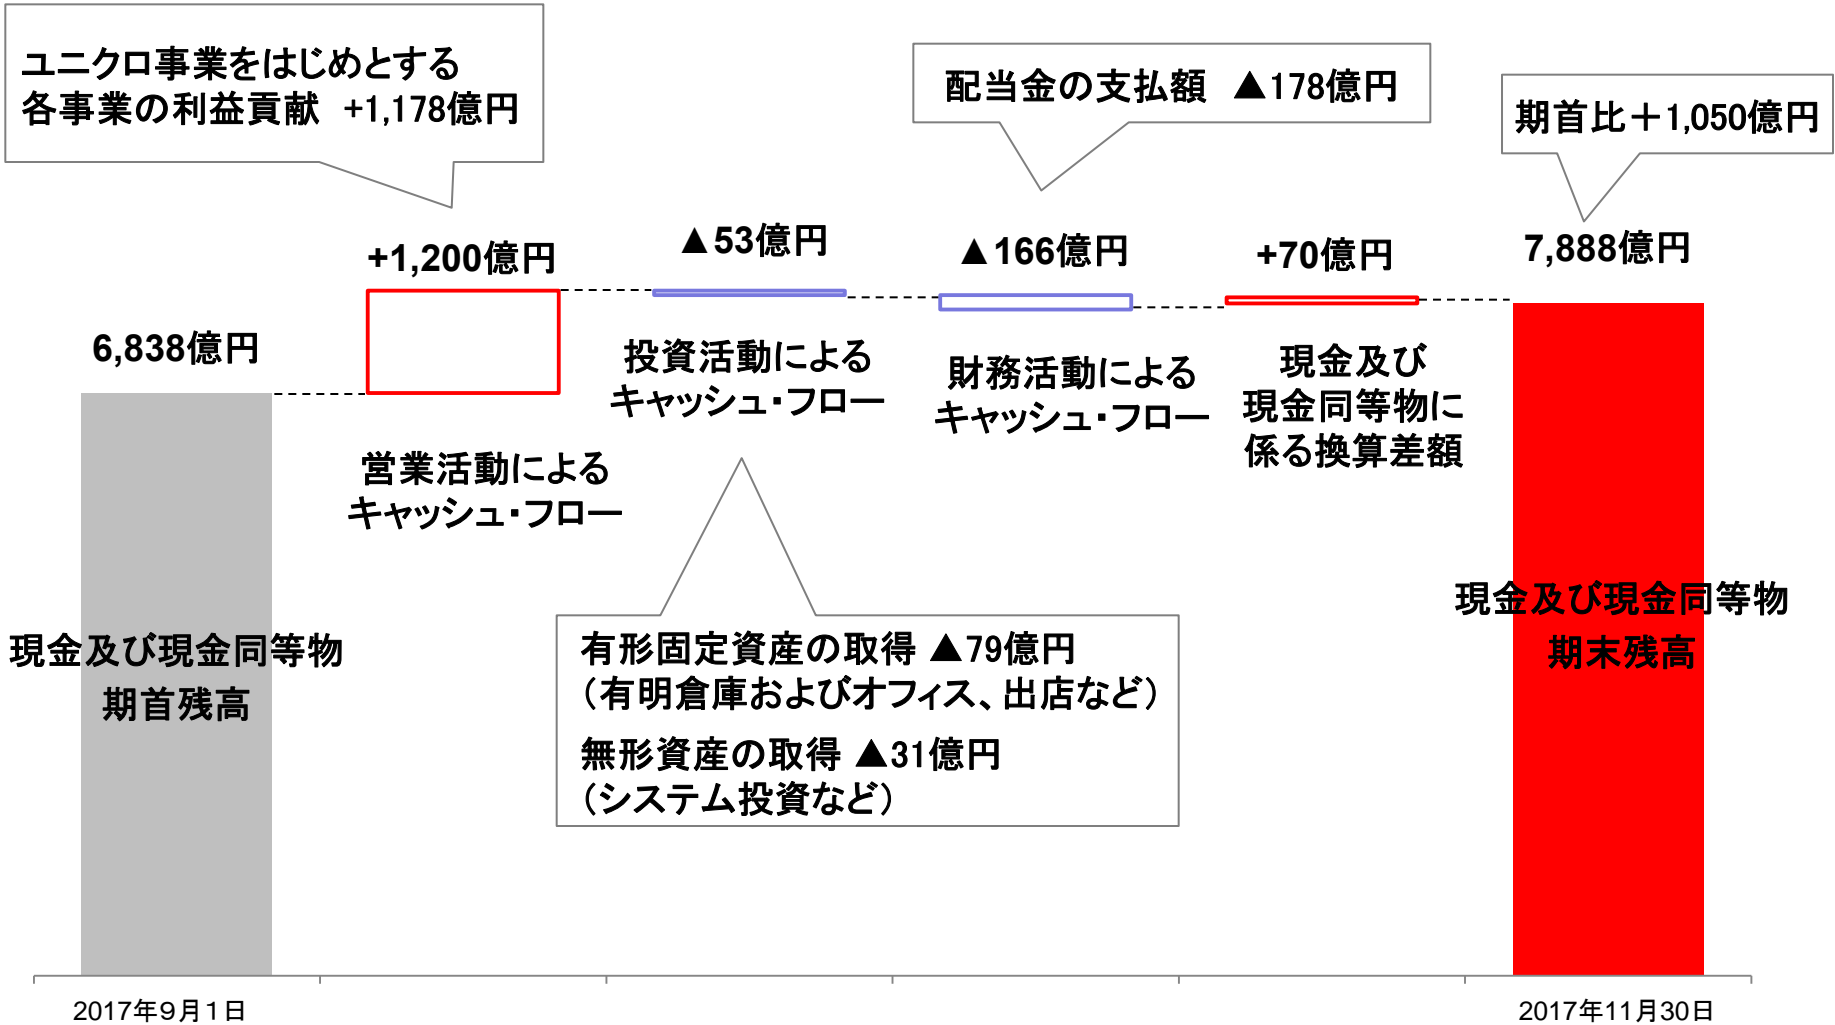 ユニクロ事業をはじめとする
各事業の利益貢献 +1,178億円
配当金の支払額 ▲178億円
期首比＋1,050億円
6,838億円
+1,200億円
▲53億円
▲166億円
+70億円
7,888億円
営業活動による
キャッシュ・フロー
投資活動による
キャッシュ・フロー
財務活動による
キャッシュ・フロー
現金及び
現金同等物に
係る換算差額
現金及び現金同等物
期首残高
有形固定資産の取得 ▲79億円
（有明倉庫およびオフィス、出店など）
無形資産の取得 ▲31億円
（システム投資など）
現金及び現金同等物
期末残高
2017年９月１日
2017年11月30日